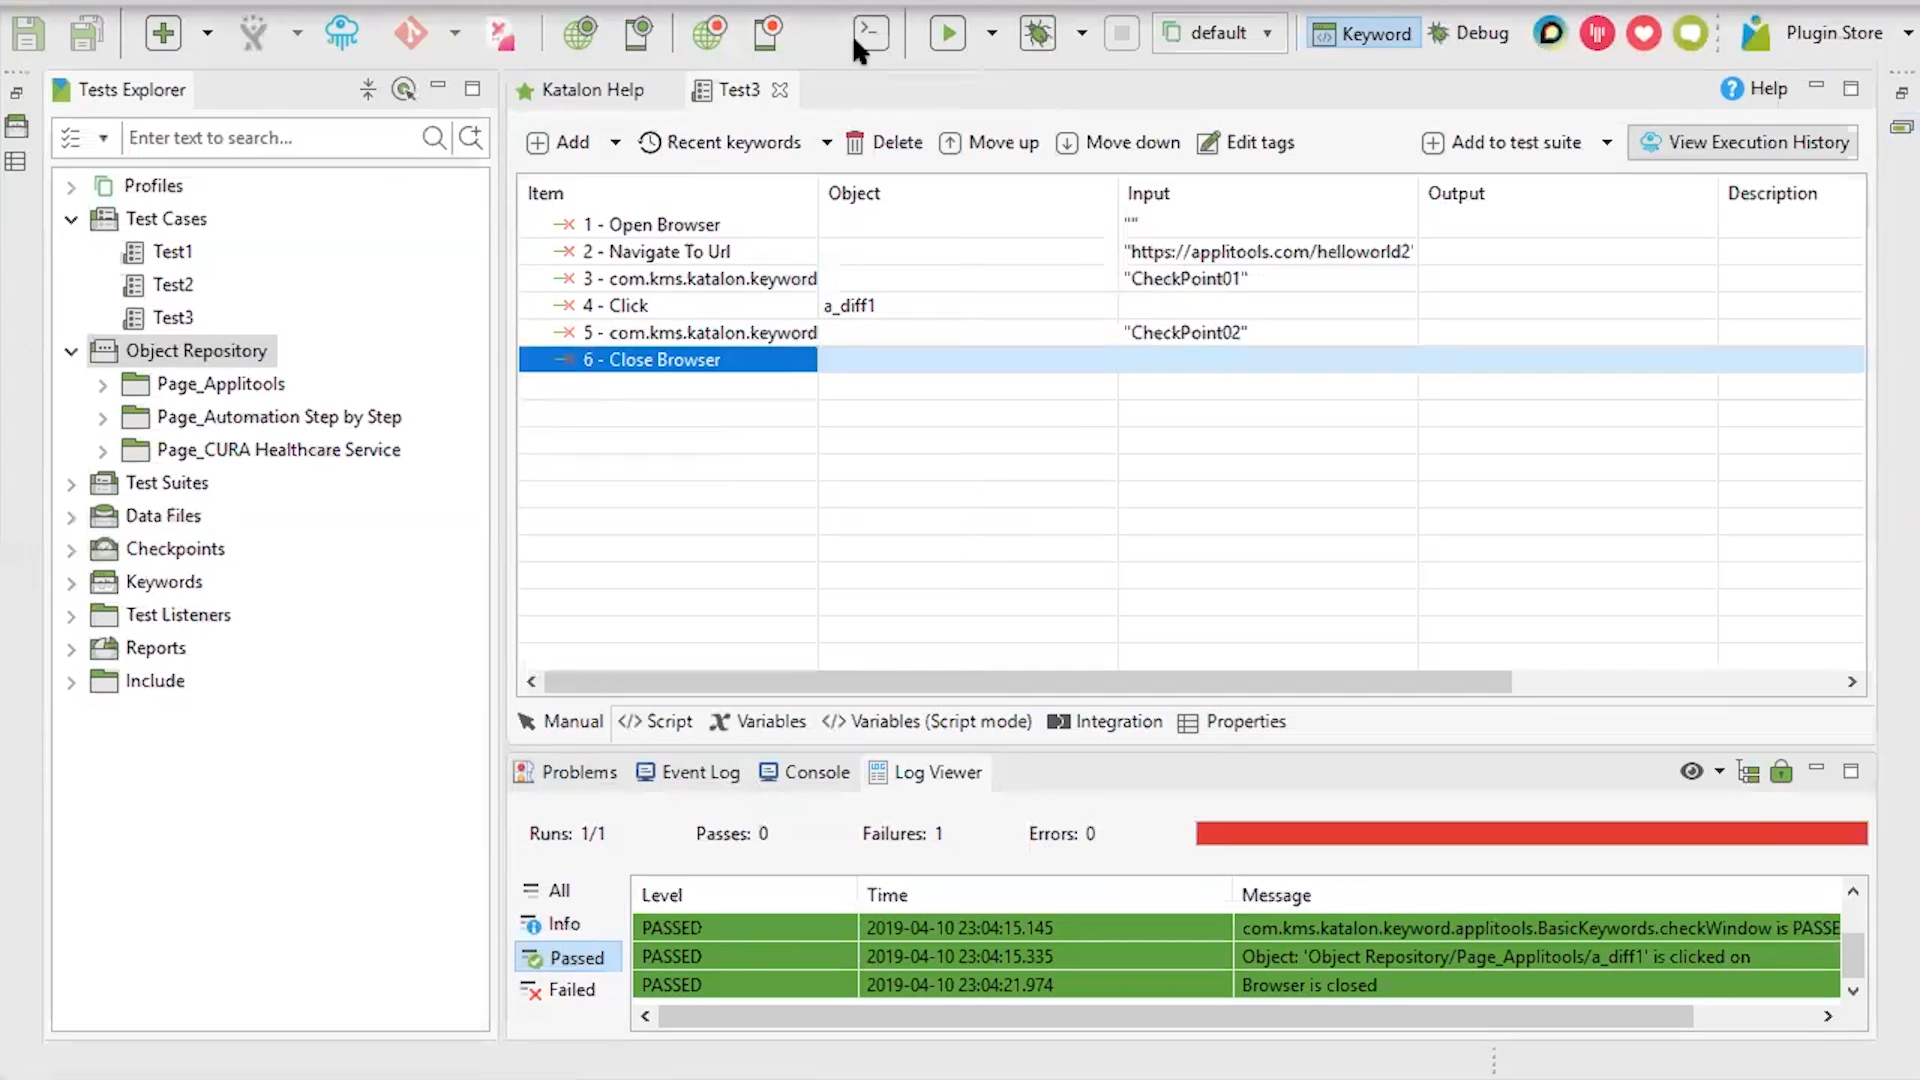 default
Keyword
Debug
Plugin Store
Tests Explorer
Katalon Help
Test3
Help
Enter text to search...
Add
Recent keywords
Delete
Move up
Move down
Edit tags
Add to test suite
View Execution History
Profiles
Test Cases
Test1
Test2
Test3
Object Repository
Page_Applitools
Page_Automation Step by Step
Page_CURA Healthcare Service
Test Suites
Data Files
Checkpoints
Keywords
Test Listeners
Reports
Include
Item Object Input Output Description
1 - Open Browser ""
2 - Navigate To Url "https://applitools.com/helloworld2'
3 - com.kms.katalon.keyword "CheckPoint01"
4 - Click a_diff1
5 - com.kms.katalon.keyword "CheckPoint02"
6 - Close Browser
Manual
</> Script
Variables
</> Variables (Script mode)
Integration
Properties
Problems
Event Log
Console
Log Viewer
Runs: 1/1 Passes: 0 Failures: 1 Errors: 0
All
Info
Passed
Failed
Level Time Message
PASSED 2019-04-10 23:04:15.145 com.kms.katalon.keyword.applitools.BasicKeywords.checkWindow is PASSE
PASSED 2019-04-10 23:04:15.335 Object: 'Object Repository/Page_Applitools/a_diff1' is clicked on
PASSED 2019-04-10 23:04:21.974 Browser is closed